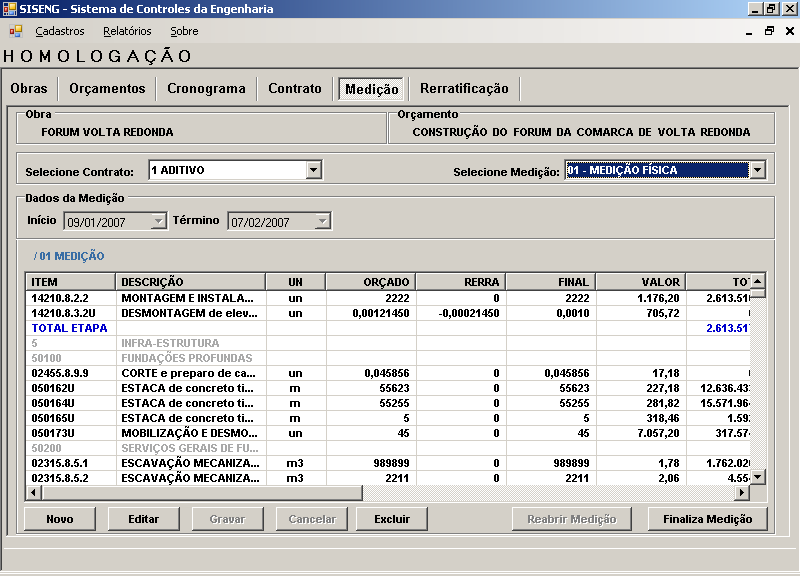 SISENG - Sistema de Controles da Engenharia
Cadastros Relatórios Sobre
HOMOLOGAÇÃO
Obras Orçamentos Cronograma Contrato Medição Rerratificação
Obra Orçamento
FORUM VOLTA REDONDA CONSTRUÇÃO DO FORUM DA COMARCA DE VOLTA REDONDA
Selecione Contrato: 1 ADITIVO Selecione Medição: 01 - MEDIÇÃO FÍSICA
Dados da Medição
Início 09/01/2007 Término 07/02/2007
/ 01 MEDIÇÃO
ITEM DESCRIÇÃO UN ORÇADO RERRA FINAL VALOR TO
14210.8.2.2 MONTAGEM E INSTALA... un 2222 0 2222 1.176,20 2.613.51
14210.8.3.2U DESMONTAGEM de elev... un 0,00121450 -0,00021450 0,0010 705,72
TOTAL ETAPA 2.613.51
5 INFRA-ESTRUTURA
50100 FUNDAÇÕES PROFUNDAS
02455.8.9.9 CORTE e preparo de ca... un 0,045856 0 0,045856 17,18
050162U ESTACA de concreto ti... m 55623 0 55623 227,18 12.636.43
050164U ESTACA de concreto ti... m 55255 0 55255 281,82 15.571.96
050165U ESTACA de concreto ti... m 5 0 5 318,46 1.59
050173U MOBILIZAÇÃO E DESMO... un 45 0 45 7.057,20 317.57
50200 SERVIÇOS GERAIS DE FU...
02315.8.5.1 ESCAVAÇÃO MECANIZA... m3 989899 0 989899 1,78 1.762.02
02315.8.5.2 ESCAVAÇÃO MECANIZA... m3 2211 0 2211 2,06 4.55
Novo Editar Gravar Cancelar Excluir Reabrir Medição Finaliza Medição